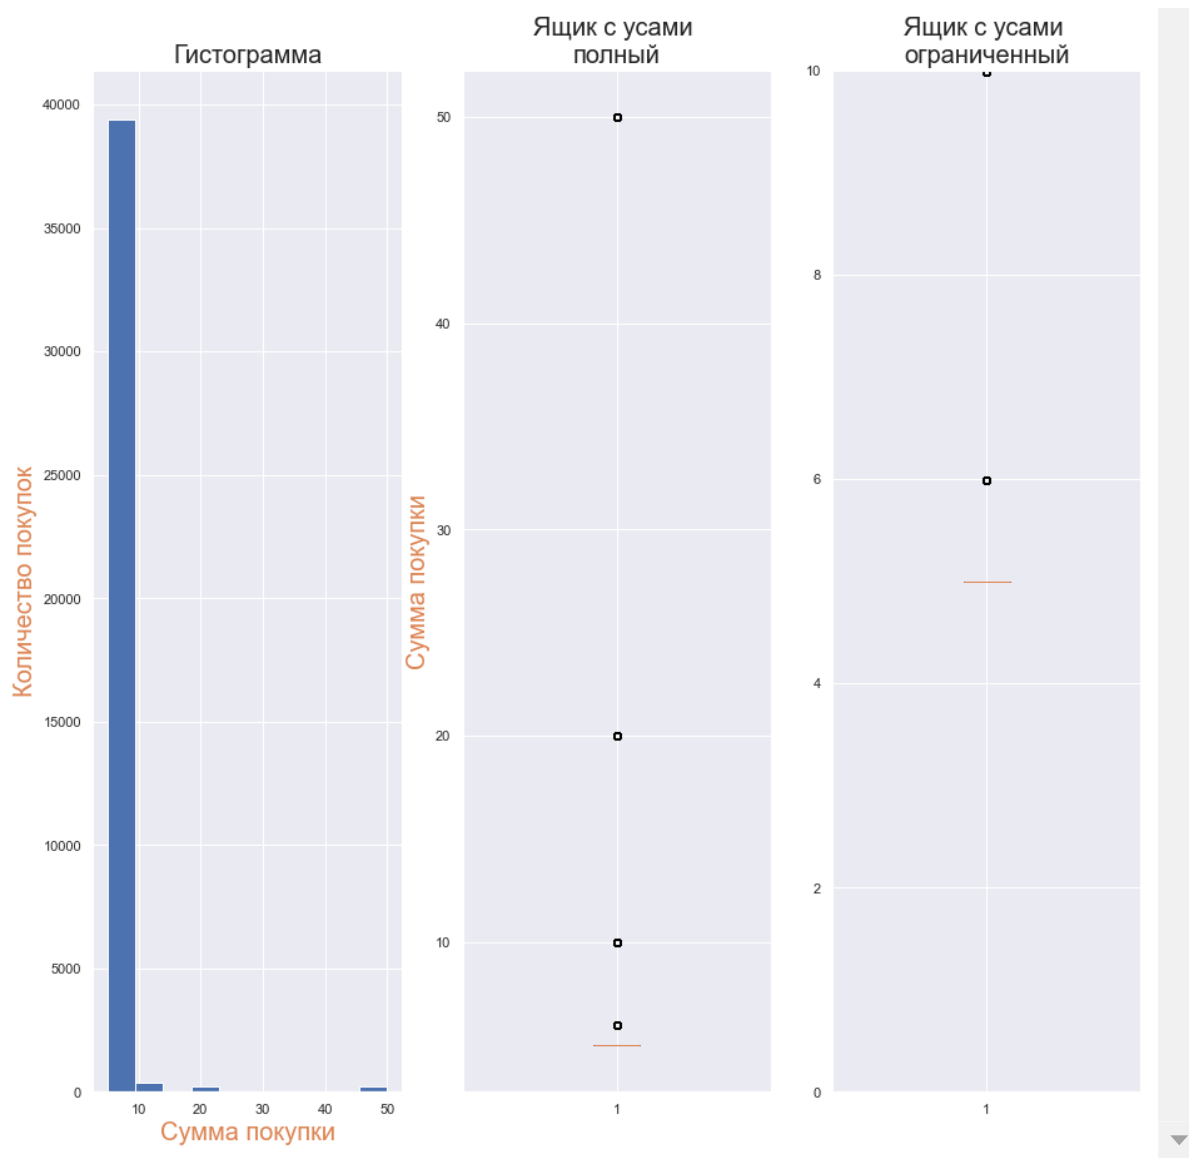 Гистограмма
40000
35000
30000
25000
20000
15000
10000
5000
0
10 20 30 40 50
Количество покупок
Сумма покупки
Ящик с усами
полный
50
40
30
20
10
1
Сумма покупки
Ящик с усами
ограниченный
10
8
6
4
2
0
1